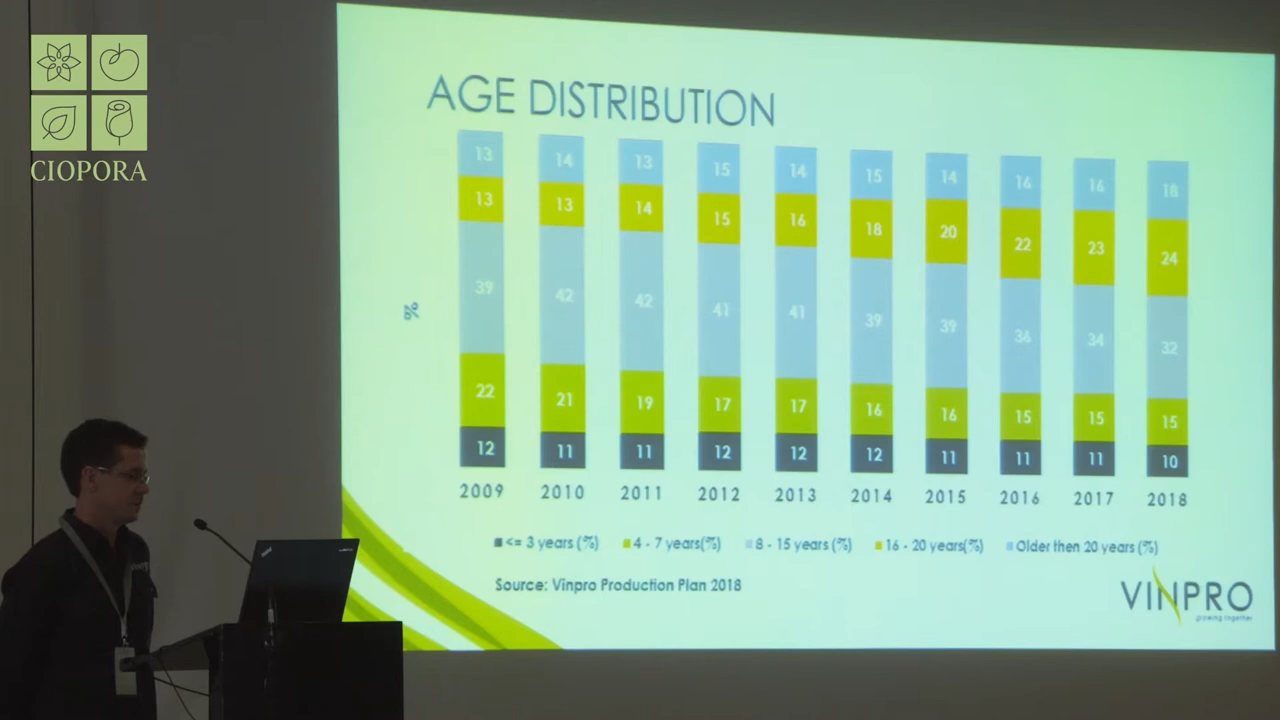 CIOPORA
AGE DISTRIBUTION
13 14 13 15 14 15 14 16 16 18
13 13 14 15 16 18 20 22 23 24
39 42 42 41 41 39 39 36 34 32
22 21 19 17 17 16 16 15 15 15
12 11 11 12 12 12 11 11 11 10
%
2009 2010 2011 2012 2013 2014 2015 2016 2017 2018
<= 3 years (%) 4 - 7 years(%) 8 - 15 years (%) 16 - 20 years(%) Older then 20 years (%)
Source: Vinpro Production Plan 2018
VINPRO
growing together